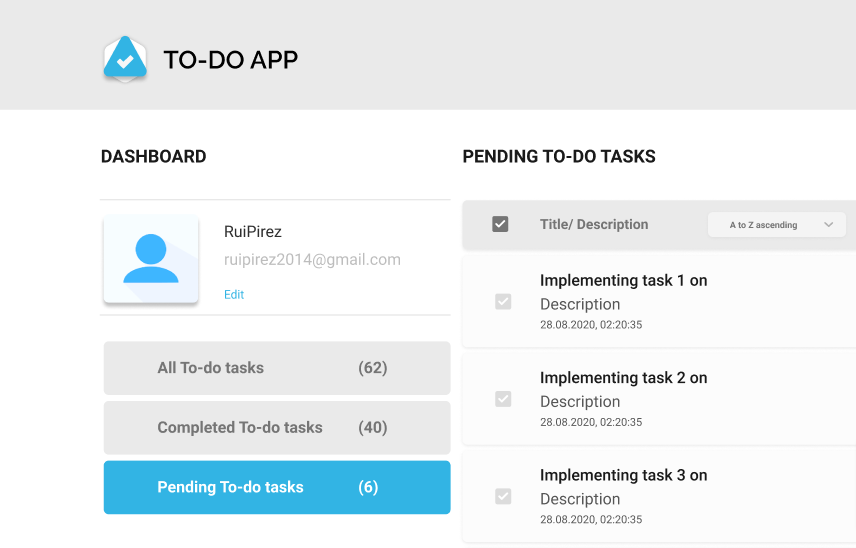 TO-DO APP
DASHBOARD
RuiPirez
ruipirez2014@gmail.com
Edit
All To-do tasks (62)
Completed To-do tasks (40)
Pending To-do tasks (6)
PENDING TO-DO TASKS
Title/ Description A to Z ascending
Implementing task 1 on
Description
28.08.2020, 02:20:35
Implementing task 2 on
Description
28.08.2020, 02:20:35
Implementing task 3 on
Description
28.08.2020, 02:20:35